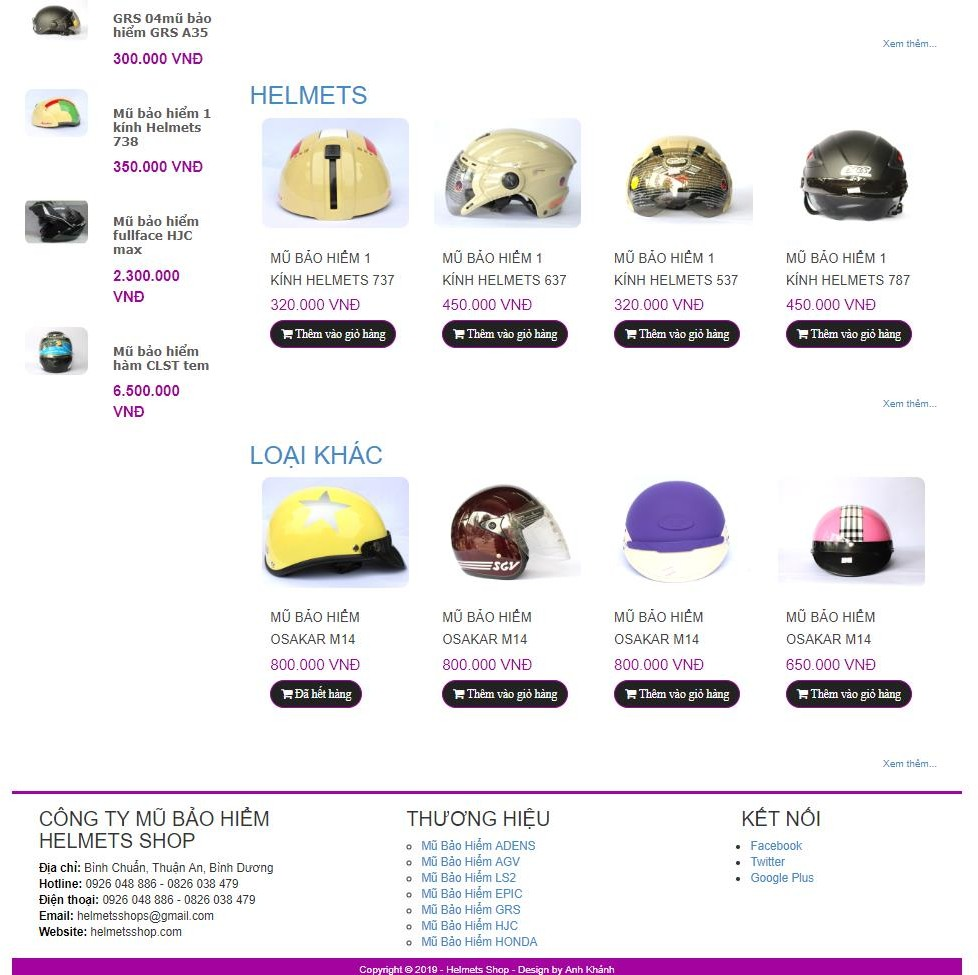 GRS 04mũ bảo
hiểm GRS A35
300.000 VNĐ
Mũ bảo hiểm 1
kính Helmets
738
350.000 VNĐ
Mũ bảo hiểm
fullface HJC
max
2.300.000
VNĐ
Mũ bảo hiểm
hàm CLST tem
6.500.000
VNĐ
Xem thêm...
HELMETS
MŨ BẢO HIỂM 1
KÍNH HELMETS 737
320.000 VNĐ
Thêm vào giỏ hàng
MŨ BẢO HIỂM 1
KÍNH HELMETS 637
450.000 VNĐ
Thêm vào giỏ hàng
MŨ BẢO HIỂM 1
KÍNH HELMETS 537
320.000 VNĐ
Thêm vào giỏ hàng
MŨ BẢO HIỂM 1
KÍNH HELMETS 787
450.000 VNĐ
Thêm vào giỏ hàng
Xem thêm...
LOẠI KHÁC
MŨ BẢO HIỂM
OSAKAR M14
800.000 VNĐ
Đã hết hàng
SGV
MŨ BẢO HIỂM
OSAKAR M14
800.000 VNĐ
Thêm vào giỏ hàng
MŨ BẢO HIỂM
OSAKAR M14
800.000 VNĐ
Thêm vào giỏ hàng
MŨ BẢO HIỂM
OSAKAR M14
650.000 VNĐ
Thêm vào giỏ hàng
Xem thêm...
CÔNG TY MŨ BẢO HIỂM
HELMETS SHOP
Địa chỉ: Bình Chuẩn, Thuận An, Bình Dương
Hotline: 0926 048 886 - 0826 038 479
Điện thoại: 0926 048 886 - 0826 038 479
Email: helmetsshops@gmail.com
Website: helmetsshop.com
THƯƠNG HIỆU
Mũ Bảo Hiểm ADENS
Mũ Bảo Hiểm AGV
Mũ Bảo Hiểm LS2
Mũ Bảo Hiểm EPIC
Mũ Bảo Hiểm GRS
Mũ Bảo Hiểm HJC
Mũ Bảo Hiểm HONDA
KẾT NỐI
Facebook
Twitter
Google Plus
Copyright © 2019 - Helmets Shop - Design by Anh Khánh